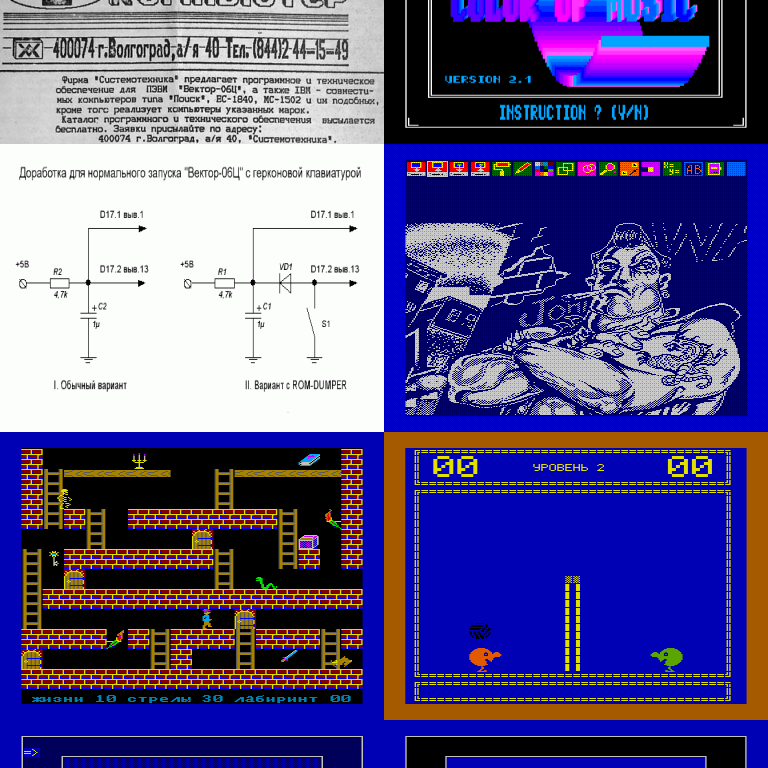 КОМПЬЮТЕР
400074 г.Волгоград, а/я 40 Тел.(844)2-44-15-49
Фирма "Системотехника" предлагает программное и техническое
обеспечение для ПЭВМ "Вектор-06Ц", а также IBM - совмести-
мых компьютеров типа "Поиск", ЕС-1840, МС-1502 и им подобных,
кроме того реализует компьютеры указанных марок.
Каталог программного и технического обеспечения высылается
бесплатно. Заявки присылайте по адресу:
400074 г.Волгоград, а/я 40, "Системотехника".
COLOR OF MUSIC
VERSION 2.1
INSTRUCTION ? (Y/N)
Доработка для нормального запуска "Вектор-06Ц" с герконовой клавиатурой
D17.1 выв.1
D17.1 выв.1
+5В
R2
4,7k
D17.2 выв.13
+5В
R1
4,7k
VD1
D17.2 выв.13
+ C2
1µ
+ C1
1µ
S1
I. Обычный вариант
II. Вариант с ROM-DUMPER
AB
жизни 10 стрелы 30 лабиринт 00
00
УРОВЕНЬ 2
00
=>